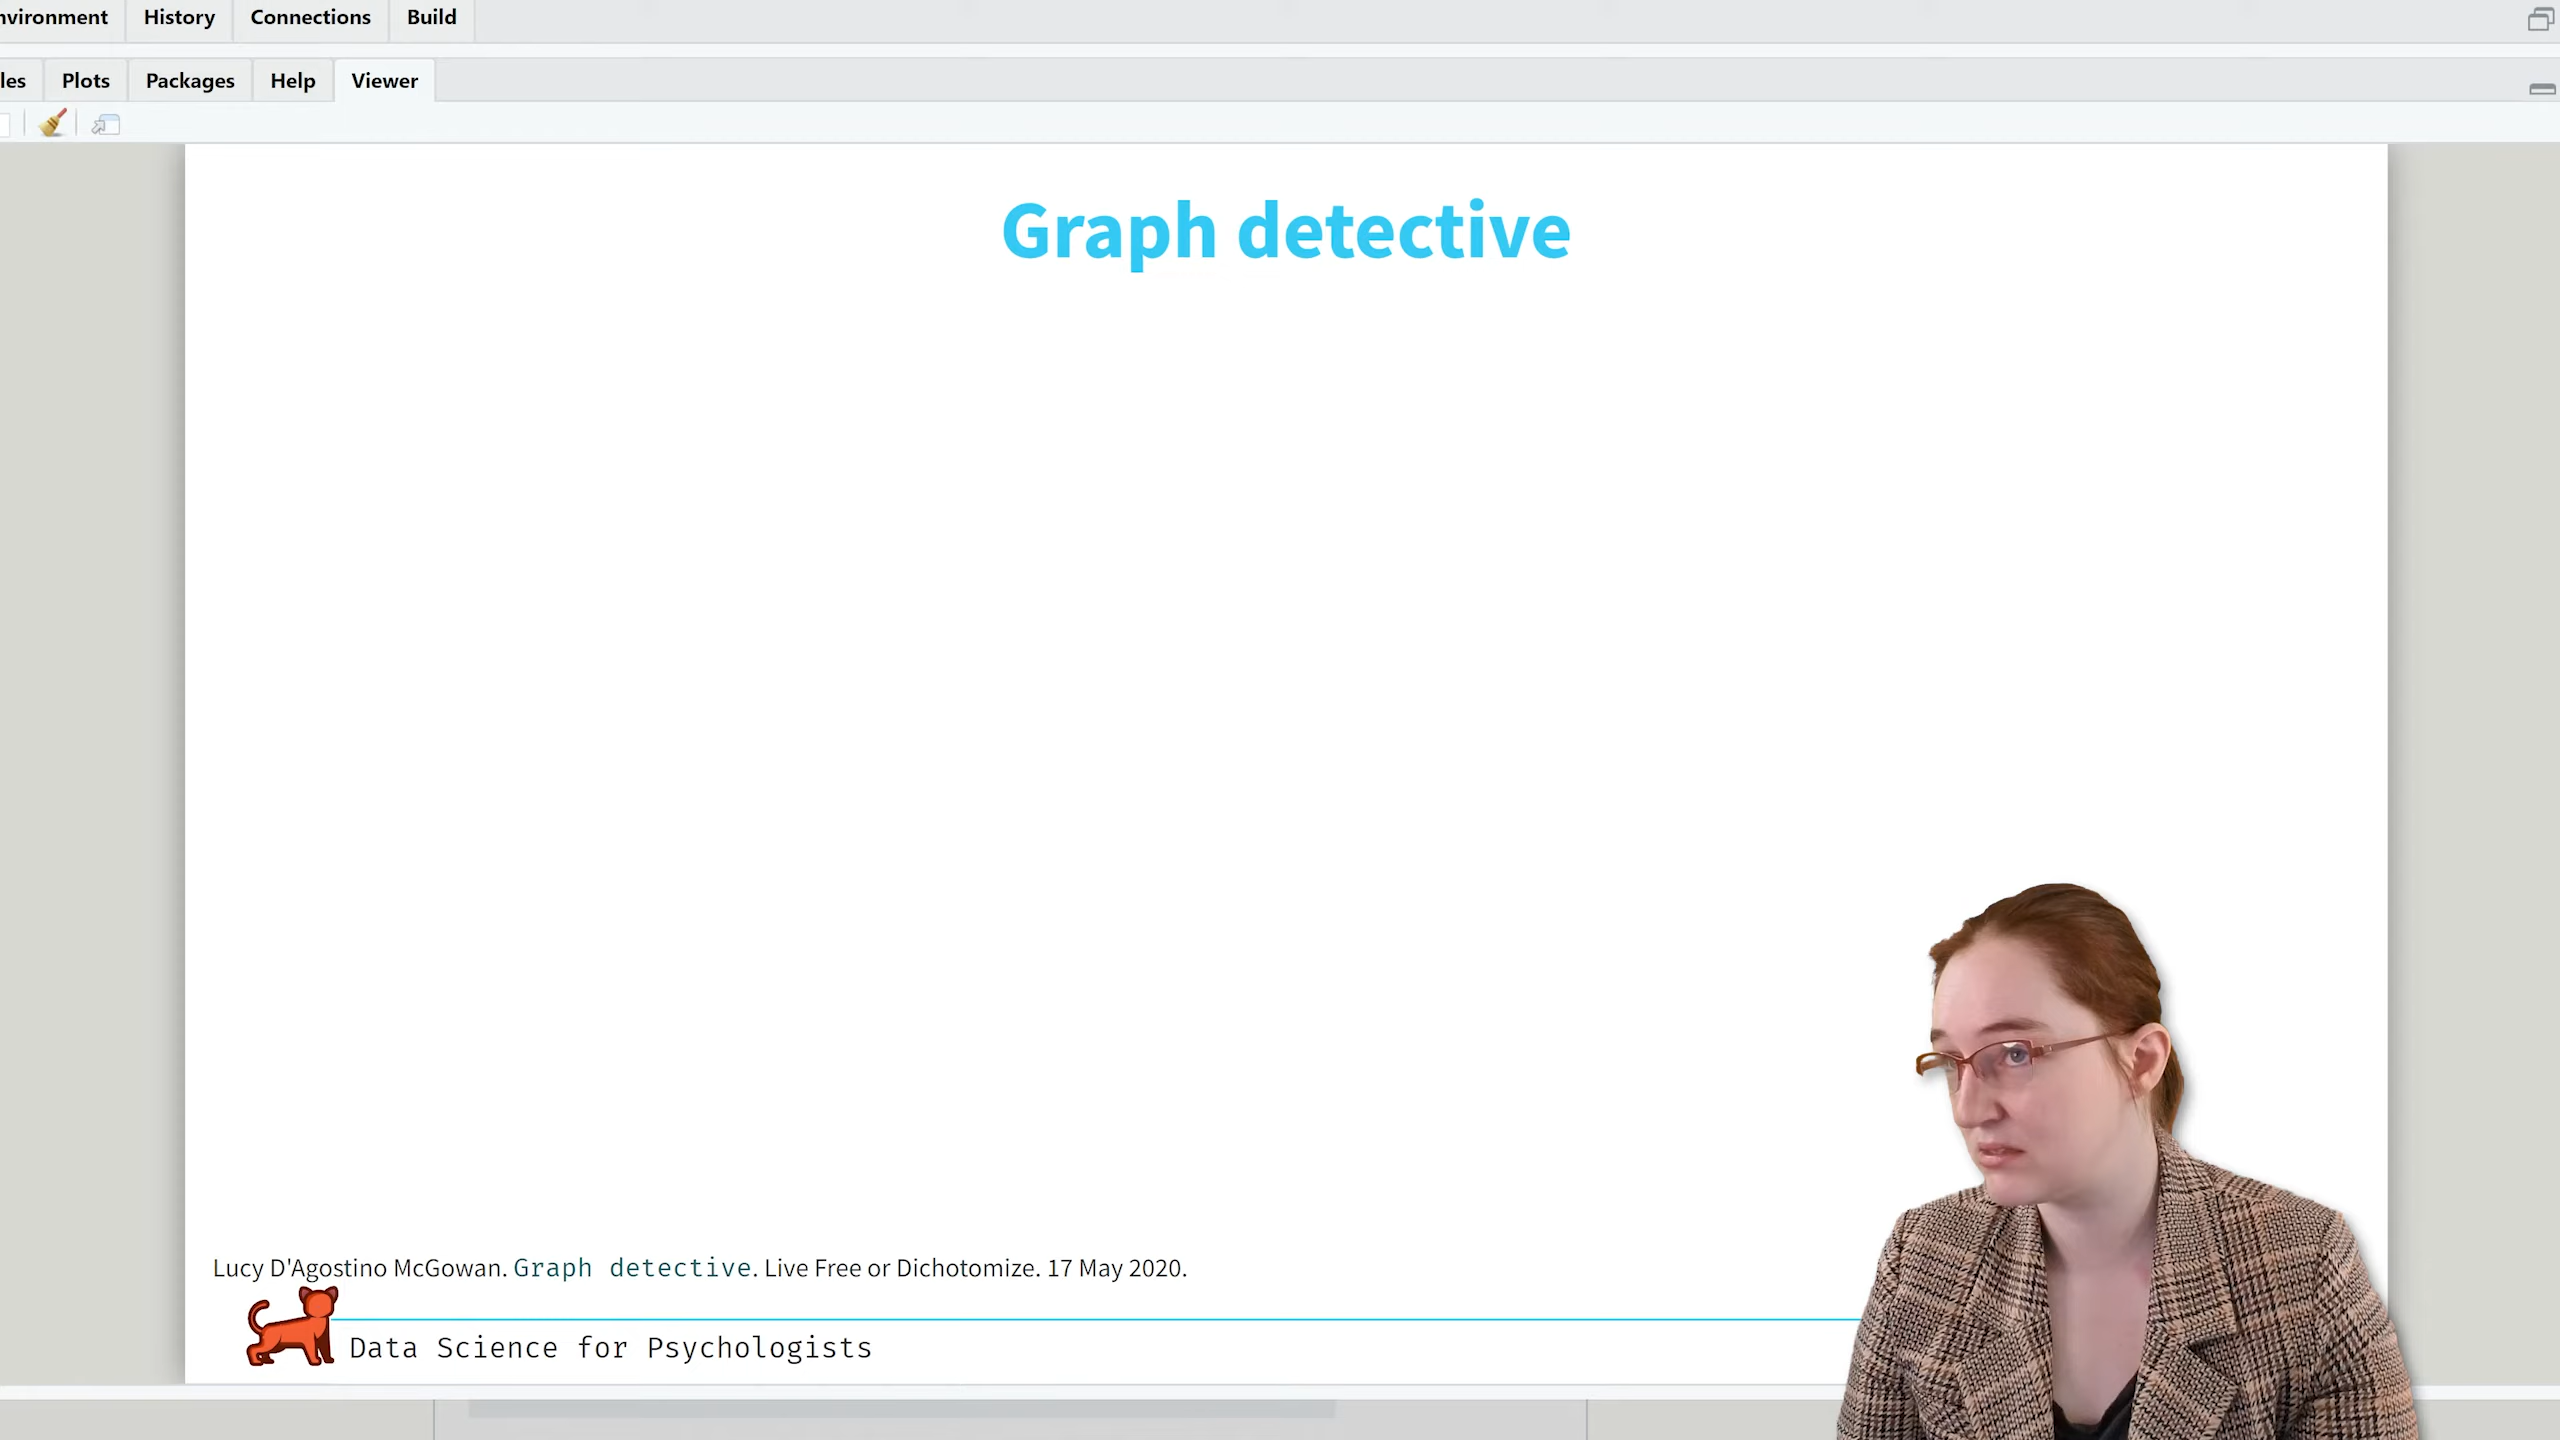 nvironment History Connections Build
les Plots Packages Help Viewer
Graph detective
Lucy D'Agostino McGowan. Graph detective. Live Free or Dichotomize. 17 May 2020.
Data Science for Psychologists